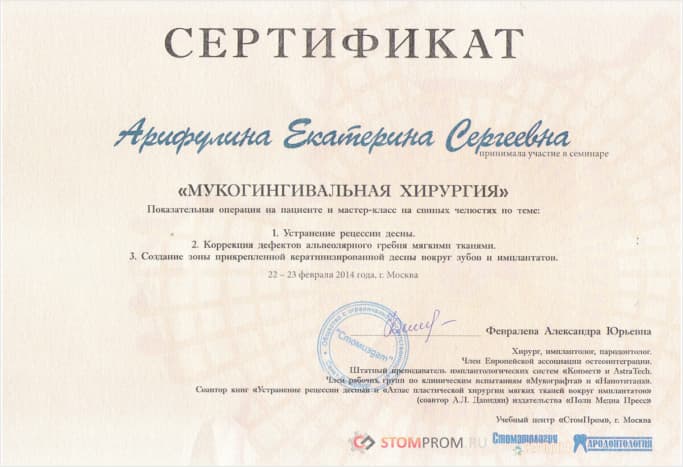 СЕРТИФИКАТ
Арифулина Екатерина Сергеевна
принимала участие в семинаре
«МУКОГИНГИВАЛЬНАЯ ХИРУРГИЯ»
Показательная операция на пациенте и мастер-класс на свиных челюстях по теме:
1. Устранение рецессии десны.
2. Коррекция дефектов альвеолярного гребня мягкими тканями.
3. Создание зоны прикрепленной кератинизированной десны вокруг зубов и имплантатов.
22 – 23 февраля 2014 года, г. Москва
"Стомиздат"
Февралева Александра Юрьевна
Хирург, имплантолог, пародонтолог.
Член Европейской ассоциации остеоинтеграции.
Штатный преподаватель имплантологических систем «Конмет» и AstraTech.
Член рабочих групп по клиническим испытаниям «Мукографта» и «Нанотитана».
Соавтор книг «Устранение рецессии десны» и «Атлас пластической хирургии мягких тканей вокруг имплантатов»
(соавтор А.Л. Давидян) издательства «Поли Медиа Пресс»
Учебный центр «СтомПром», г. Москва
STOMPROM.RU
Стоматология
ПАРОДОНТОЛОГИЯ